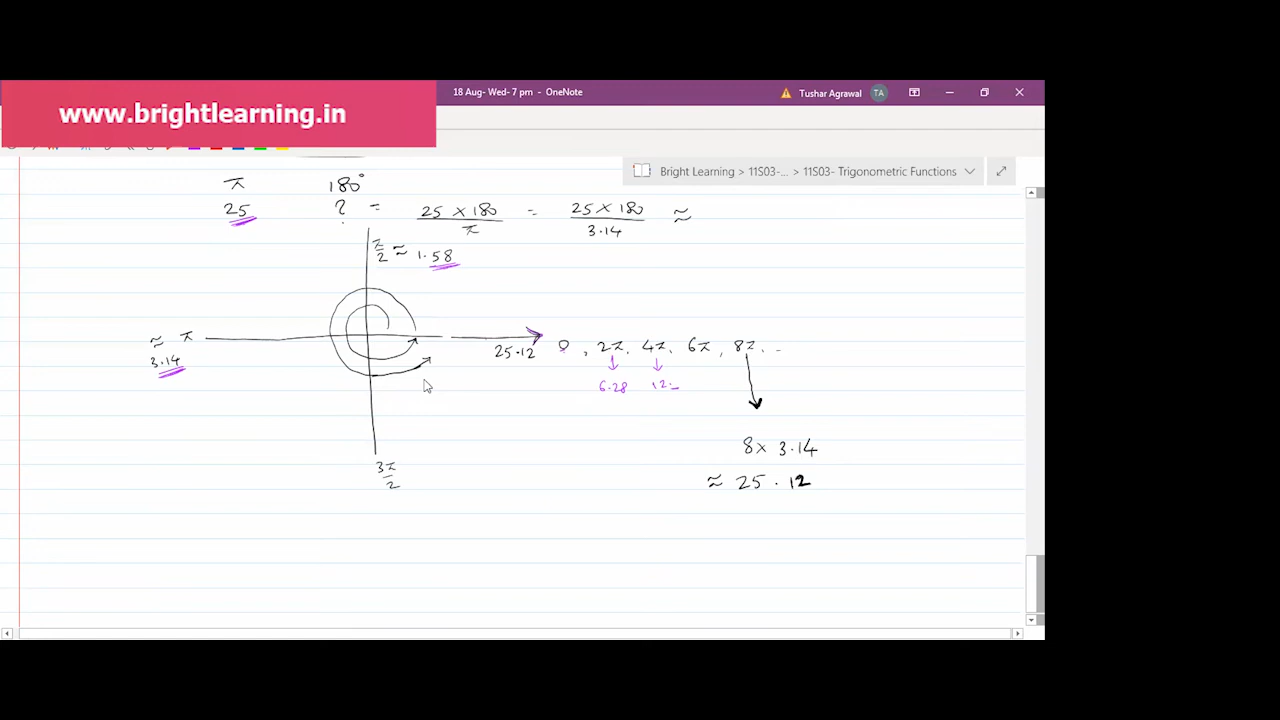 18 Aug- Wed- 7 pm - OneNote
Tushar Agrawal TA
www.brightlearning.in
Bright Learning > 11S03-... > 11S03- Trigonometric Functions
π 180°
25 ? = 25 × 180 / π = 25 × 180 / 3.14 ≈
π/2 ≈ 1.58
≈ π
3.14
25.12 0, 2π, 4π, 6π, 8π, ..
6.28 12._
8 × 3.14
≈ 25.12
3π/2